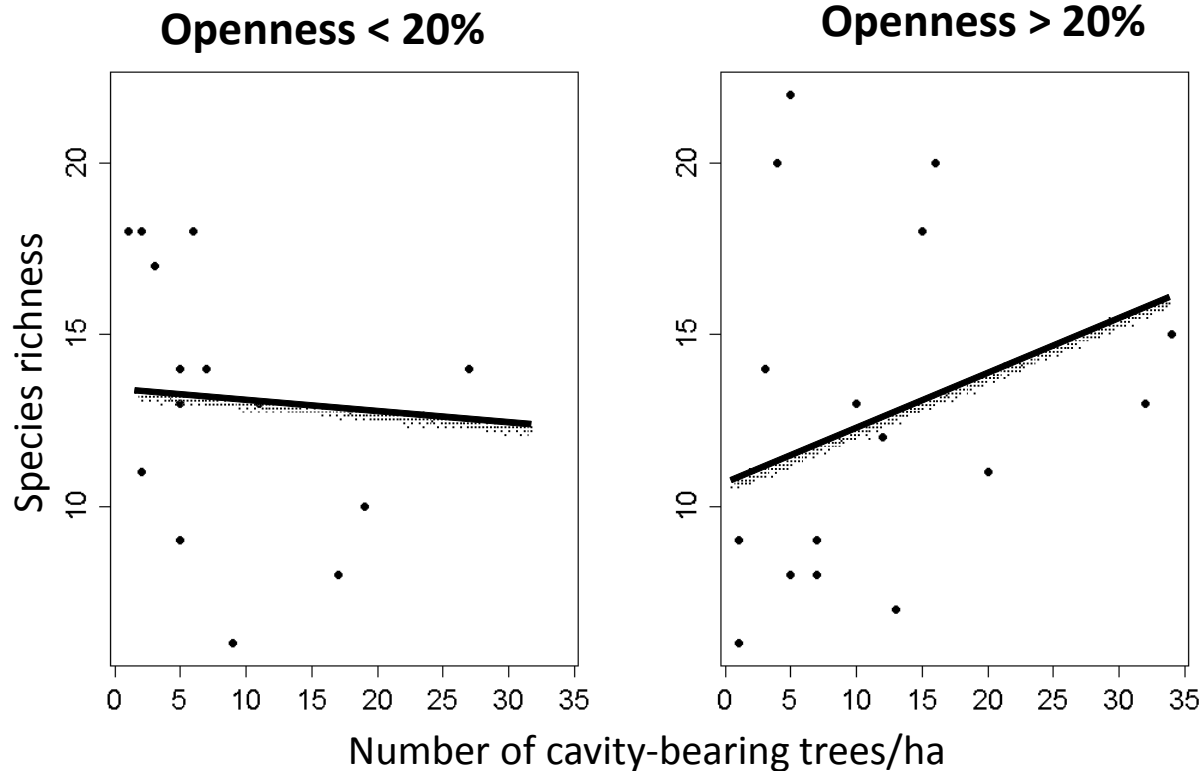 Openness < 20%
Openness > 20%
Species richness
20
15
10
0 5 10 15 20 25 30 35
20
15
10
0 5 10 15 20 25 30 35
Number of cavity-bearing trees/ha